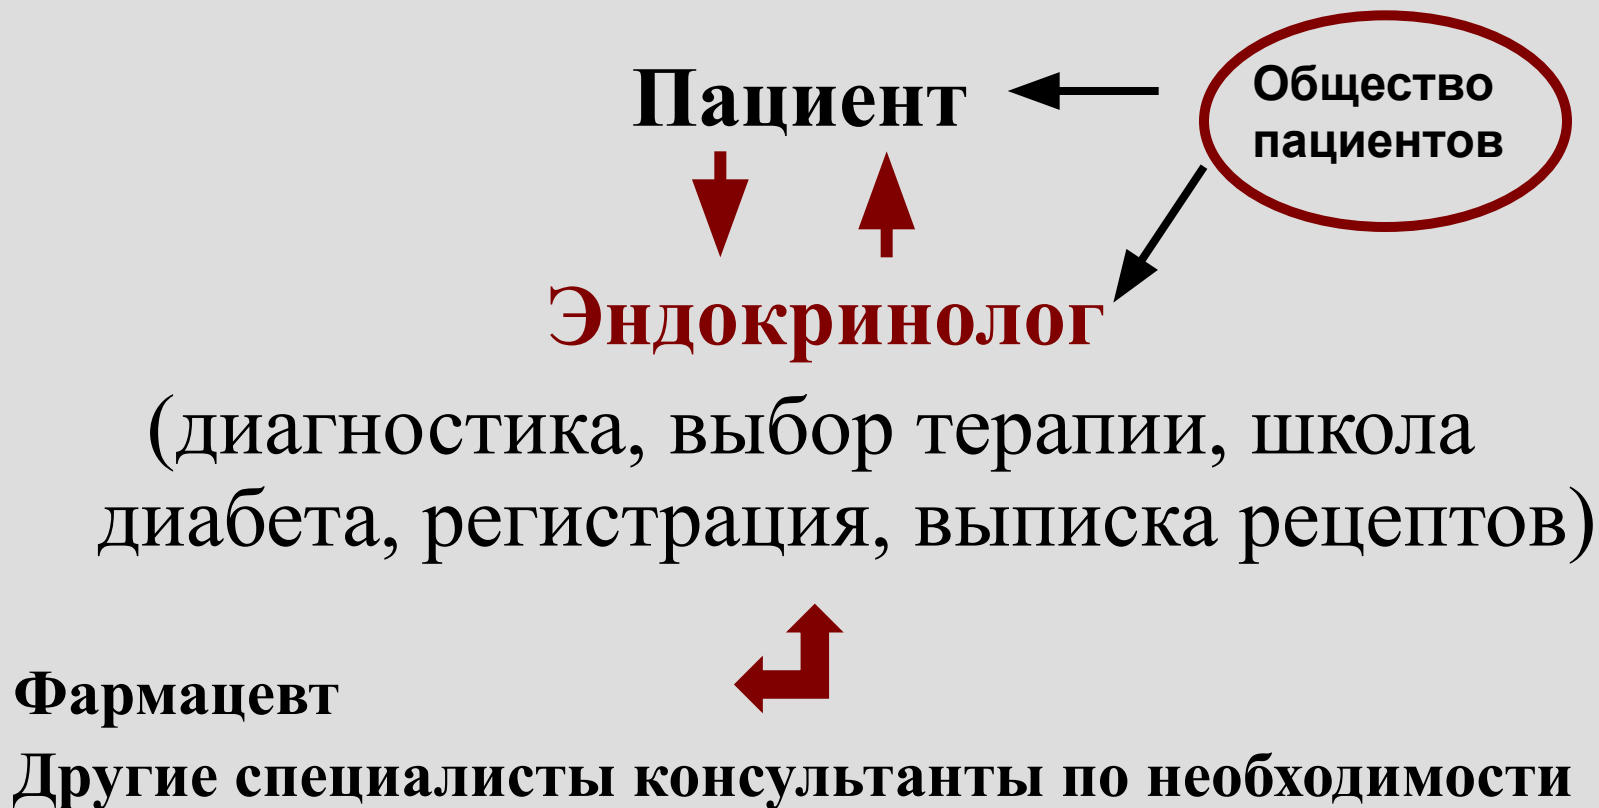 Пациент
Общество
пациентов
Эндокринолог
(диагностика, выбор терапии, школа
диабета, регистрация, выписка рецептов)
Фармацевт
Другие специалисты консультанты по необходимости